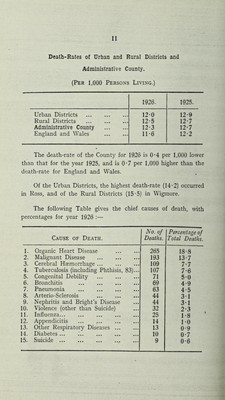 11
Death-Rates of Urban and Rural Districts and
Administrative County.
(Per 1,000 Persons Living.)
1926. 1925.
Urban Districts ... ... ... 12·0 12·9
Rural Districts ... ... ... 12·5 12·7
Administrative County ... 12·3 12·7
England and Wales ... ... 11·6 12·2
The death-rate of the County for 1926 is 0·4 per 1,000 lower
than that for the year 1925, and is 0·7 per 1,000 higher than the
death-rate for England and Wales.
Of the Urban Districts, the highest death-rate (14·2) occurred
in Ross, and of the Rural Districts (15·5) in Wigmore.
The following Table gives the chief causes of death, with
percentages for year 1926 :—
Cause of Death. No. of Deaths. Percentage of Total Deaths.
1. Organic Heart Disease ... ... 265 18·8
2. Malignant Disease ... ... ... 193 13·7
3. Cerebral Hæmorrhage ... ... ... 109 7·7
4. Tuberculosis (including Phthisis, 83) ... 107 7·6
5. Congenital Debility ... ... ... 71 5·0
6. Bronchitis ... ... ... ... 69 4·9
7. Pneumonia ... ... ... ... 63 4·5
8. Arterio-Sclerosis ... ... ... 44 3·1
9. Nephritis and Bright's Disease ... 44 3·1
10. Violence (other than Suicide) ... 32 2·3
11. Influenza ... ... ... ... 25 1·8
12. Appendicitis ... ... ... ... 14 1·0
13. Other Respiratory Diseases ... ... 13 0·9
14. Diabetes ... ... ... ... 10 0·7
15. Suicide ... ... ... ... 9 0·6